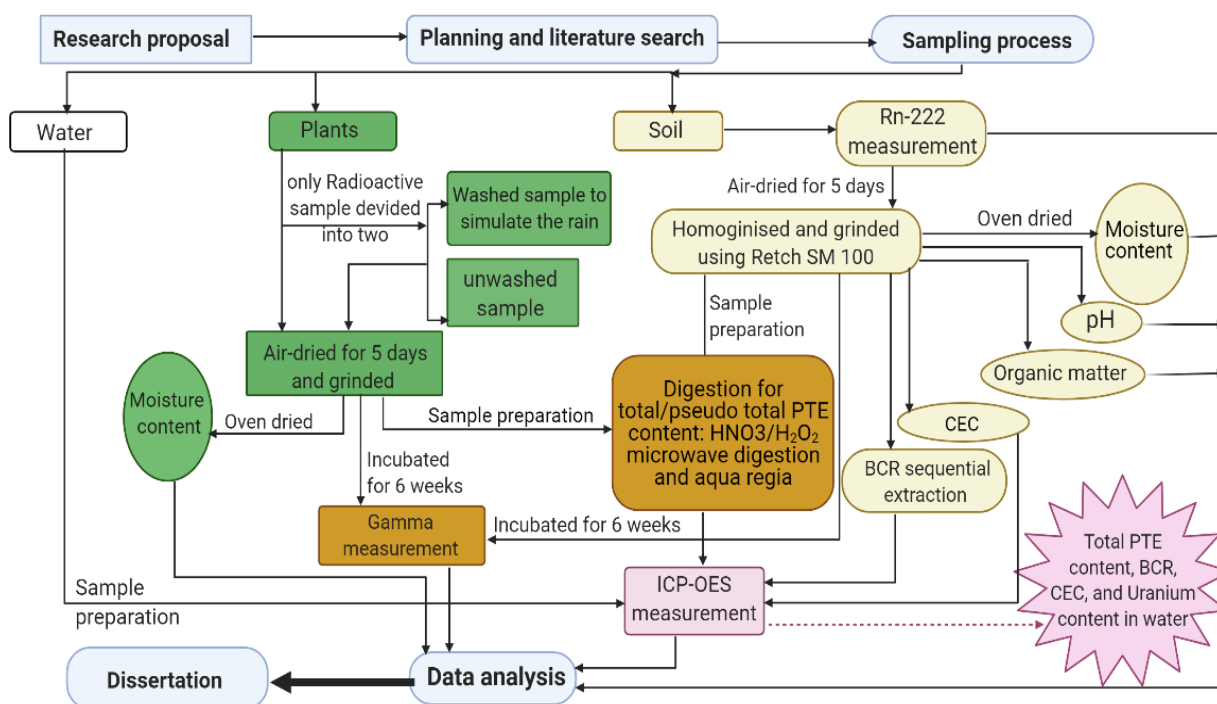 Research proposal
Planning and literature search
Sampling process
Water
Plants
Soil
Rn-222
measurement
only Radioactive
sample devided
into two
Washed sample to
simulate the rain
unwashed
sample
Air-dried for 5 days
Homoginised and grinded
using Retch SM 100
Oven dried
Moisture
content
pH
Organic matter
CEC
BCR sequential
extraction
Sample
preparation
Air-dried for 5 days
and grinded
Moisture
content
Oven dried
Sample preparation
Digestion for
total/pseudo total PTE
content: HNO3/H₂O₂
microwave digestion
and aqua regia
Incubated
for 6 weeks
Gamma
measurement
Incubated for 6 weeks
Sample
preparation
ICP-OES
measurement
Total PTE
content, BCR,
CEC, and Uranium
content in water
Dissertation
Data analysis